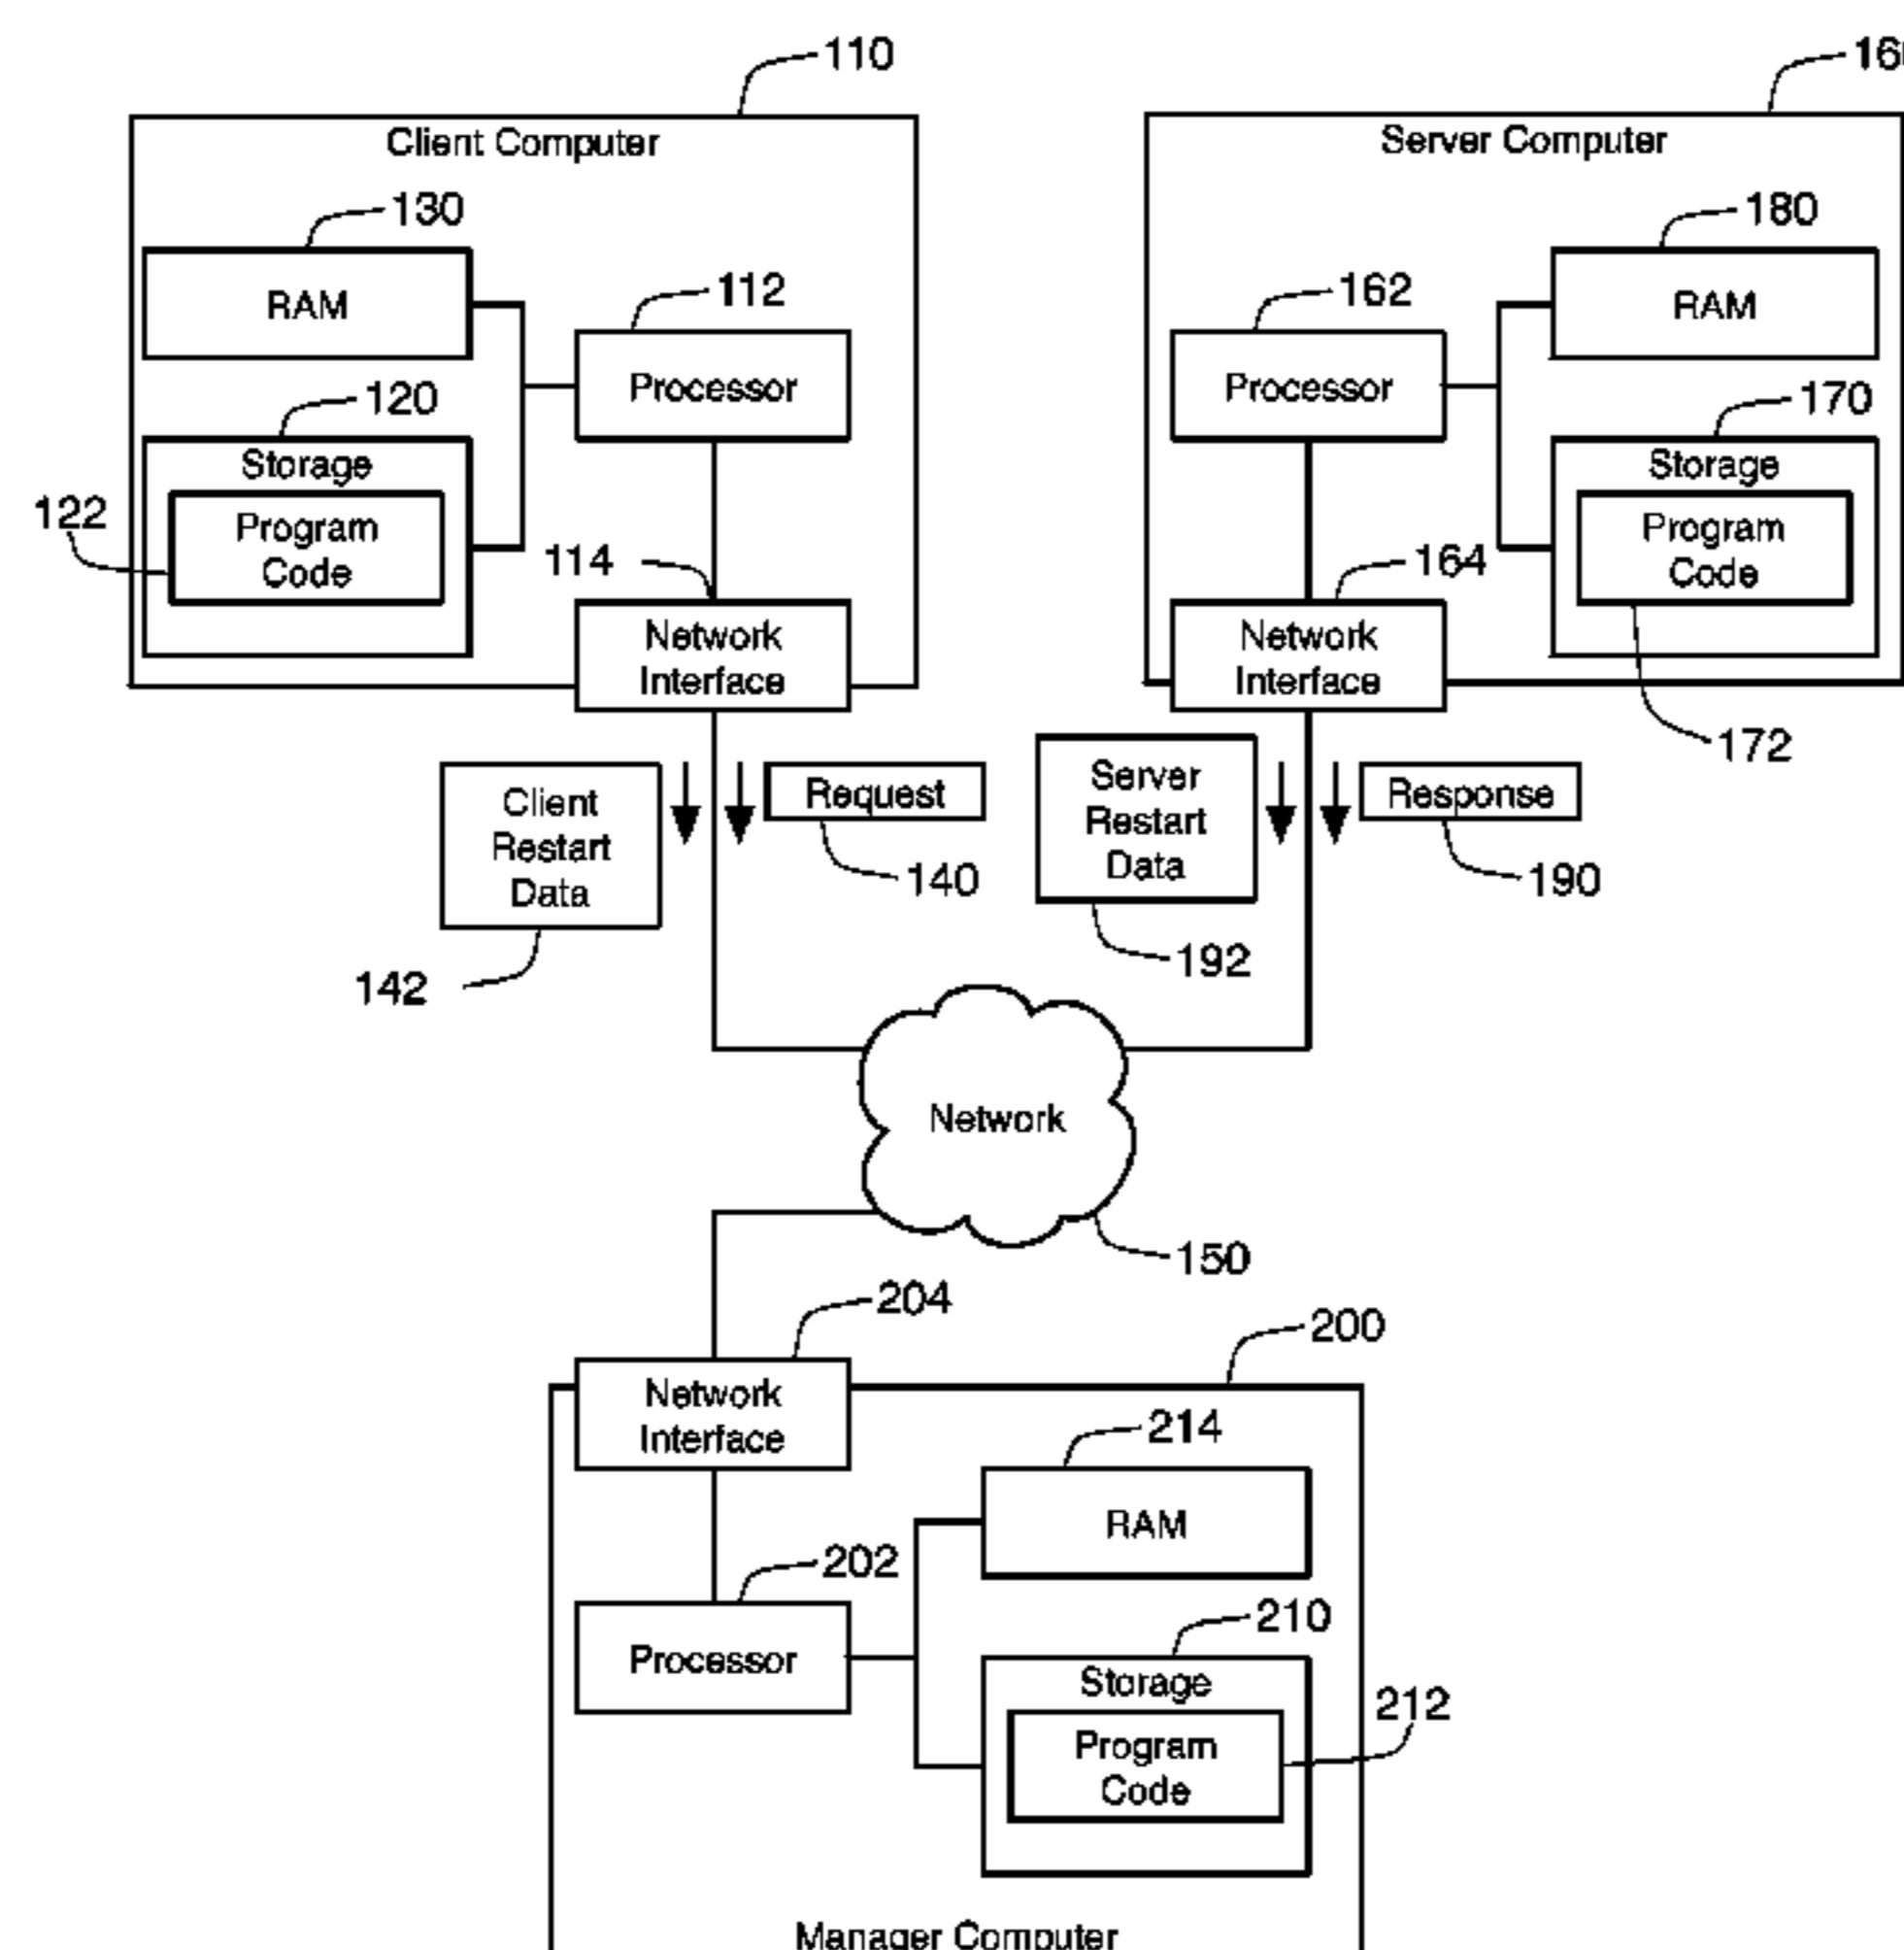 110
16
Client Computer
Server Computer
130
180
RAM
112
162
RAM
Processor
Processor
120
170
Storage
Storage
122
Program
Code
Program
Code
114
164
Network
Interface
Network
Interface
172
Client
Restart
Data
Request
Server
Restart
Data
Response
140
190
142
192
Network
150
204
200
Network
Interface
214
RAM
202
Processor
210
Storage
212
Program
Code
Manager Computer